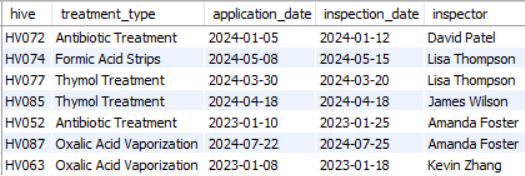 hive treatment_type application_date inspection_date inspector
HV072 Antibiotic Treatment 2024-01-05 2024-01-12 David Patel
HV074 Formic Acid Strips 2024-05-08 2024-05-15 Lisa Thompson
HV077 Thymol Treatment 2024-03-30 2024-03-20 Lisa Thompson
HV085 Thymol Treatment 2024-04-18 2024-04-18 James Wilson
HV052 Antibiotic Treatment 2023-01-10 2023-01-25 Amanda Foster
HV087 Oxalic Acid Vaporization 2024-07-22 2024-07-25 Amanda Foster
HV063 Oxalic Acid Vaporization 2023-01-08 2023-01-18 Kevin Zhang